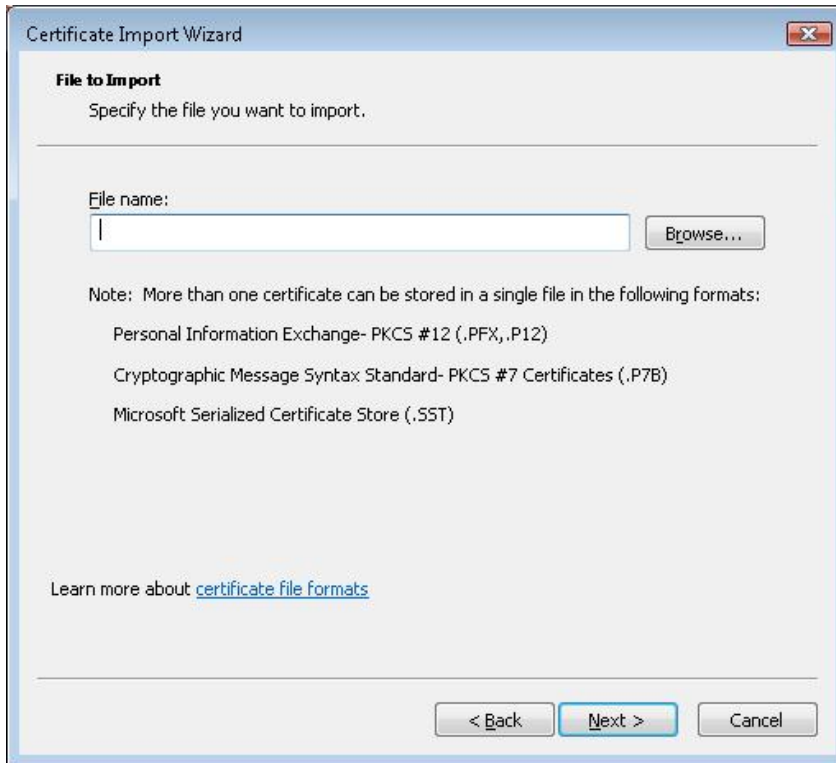 Certificate Import Wizard
File to Import
Specify the file you want to import.
File name:
Browse...
Note:  More than one certificate can be stored in a single file in the following formats:
Personal Information Exchange- PKCS #12 (.PFX,.P12)
Cryptographic Message Syntax Standard- PKCS #7 Certificates (.P7B)
Microsoft Serialized Certificate Store (.SST)
Learn more about certificate file formats
< Back Next > Cancel